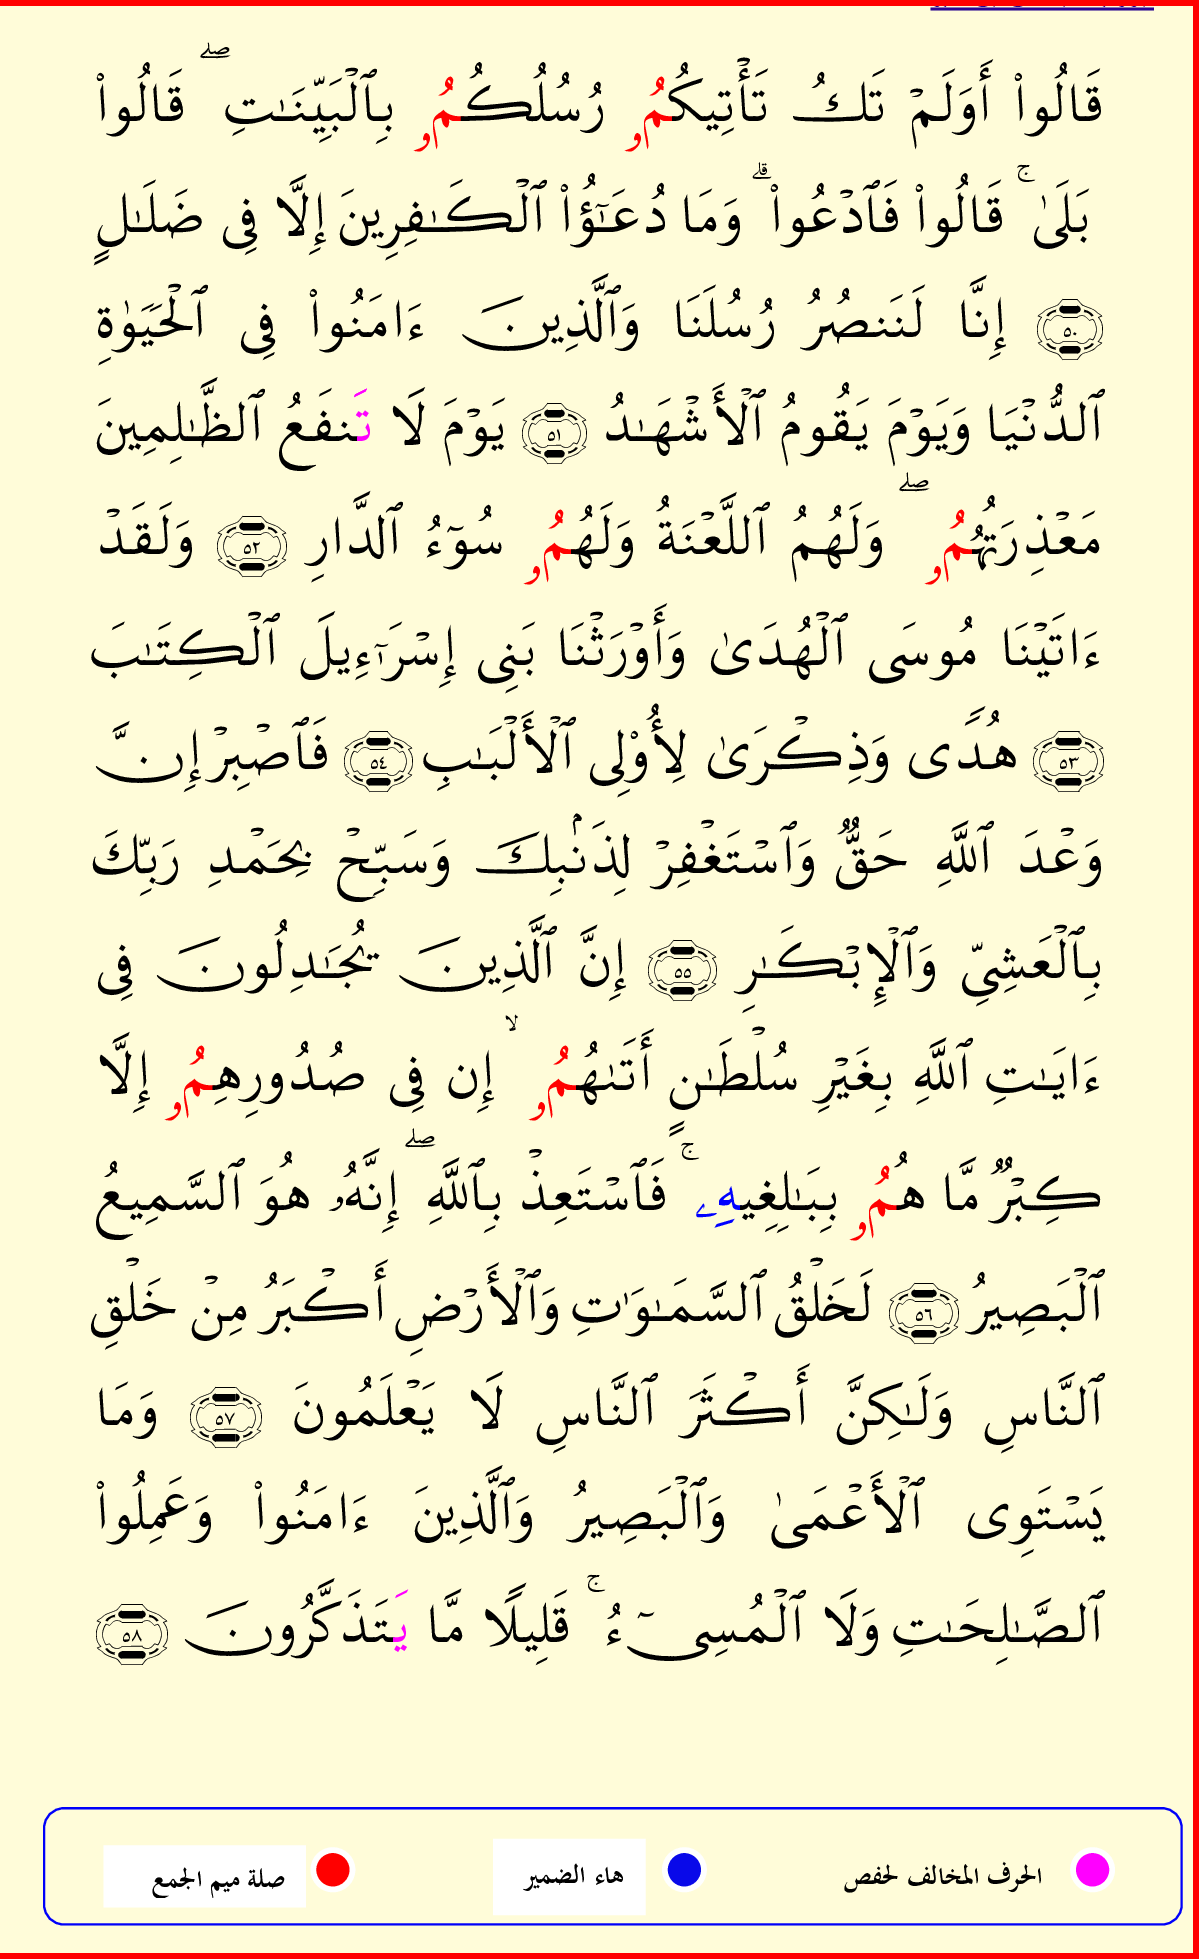 قَالُوا۟ أَوَلَمْ تَكُ تَأْتِيكُمُۥ رُسُلُكُمُۥ بِٱلْبَيِّنَـٰتِ ۖ قَالُوا۟
بَلَىٰ ۚ قَالُوا۟ فَٱدْعُوا۟ ۗ وَمَا دُعَـٰٓؤُا۟ ٱلْكَـٰفِرِينَ إِلَّا فِى ضَلَـٰلٍ
٥٠ إِنَّا لَنَنصُرُ رُسُلَنَا وَٱلَّذِينَ ءَامَنُوا۟ فِى ٱلْحَيَوٰةِ
ٱلدُّنْيَا وَيَوْمَ يَقُومُ ٱلْأَشْهَـٰدُ ٥١ يَوْمَ لَا تَنفَعُ ٱلظَّـٰلِمِينَ
مَعْذِرَتُهُمُۥ ۖ وَلَهُمُ ٱللَّعْنَةُ وَلَهُمُۥ سُوٓءُ ٱلدَّارِ ٥٢ وَلَقَدْ
ءَاتَيْنَا مُوسَى ٱلْهُدَىٰ وَأَوْرَثْنَا بَنِى إِسْرَٰٓءِيلَ ٱلْكِتَـٰبَ
٥٣ هُدًى وَذِكْرَىٰ لِأُو۟لِى ٱلْأَلْبَـٰبِ ٥٤ فَٱصْبِرْ إِنَّ
وَعْدَ ٱللَّهِ حَقٌّ وَٱسْتَغْفِرْ لِذَنۢبِكَ وَسَبِّحْ بِحَمْدِ رَبِّكَ
بِٱلْعَشِىِّ وَٱلْإِبْكَـٰرِ ٥٥ إِنَّ ٱلَّذِينَ يُجَـٰدِلُونَ فِى
ءَايَـٰتِ ٱللَّهِ بِغَيْرِ سُلْطَـٰنٍ أَتَىٰهُمُۥ ۙ إِن فِى صُدُورِهِمُۥ إِلَّا
كِبْرٌ مَّا هُمُۥ بِبَـٰلِغِيهِۦ ۚ فَٱسْتَعِذْ بِٱللَّهِ ۖ إِنَّهُۥ هُوَ ٱلسَّمِيعُ
ٱلْبَصِيرُ ٥٦ لَخَلْقُ ٱلسَّمَـٰوَٰتِ وَٱلْأَرْضِ أَكْبَرُ مِنْ خَلْقِ
ٱلنَّاسِ وَلَـٰكِنَّ أَكْثَرَ ٱلنَّاسِ لَا يَعْلَمُونَ ٥٧ وَمَا
يَسْتَوِى ٱلْأَعْمَىٰ وَٱلْبَصِيرُ وَٱلَّذِينَ ءَامَنُوا۟ وَعَمِلُوا۟
ٱلصَّـٰلِحَـٰتِ وَلَا ٱلْمُسِىٓءُ ۚ قَلِيلًا مَّا يَتَذَكَّرُونَ ٥٨
الحرف المخالف لحفص هاء الضمير صلة ميم الجمع